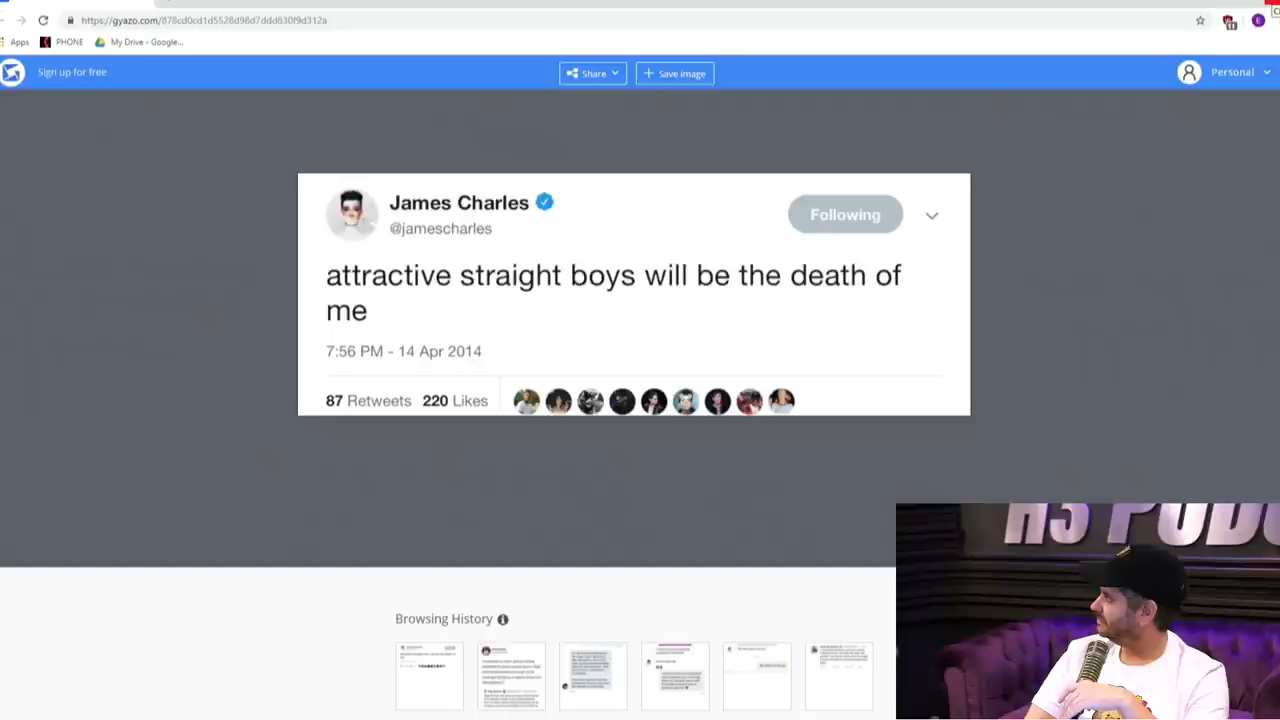 https://gyazo.com/878cd0cd1d5528d98d7ddd830f9d312a
Apps PHONE My Drive - Google...
Sign up for free Share Save image Personal
James Charles
Following
@jamescharles
attractive straight boys will be the death of
me
7:56 PM - 14 Apr 2014
87 Retweets 220 Likes
H3 PODC
Browsing History